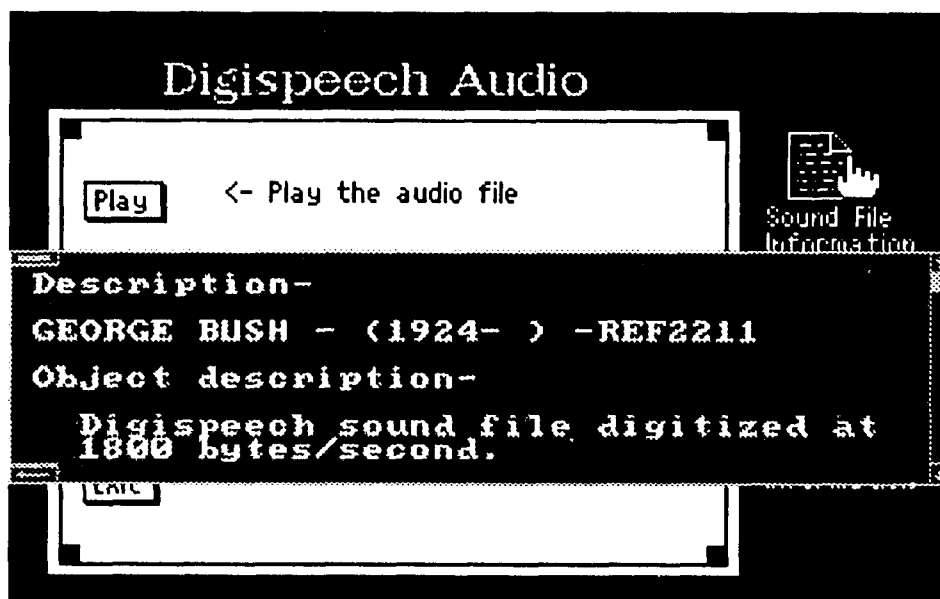 Digispeech Audio
Play <- Play the audio file
Sound File
Information
Description-
GEORGE BUSH - (1924- ) -REF2211
Object description-
Digispeech sound file digitized at
1800 bytes/second.